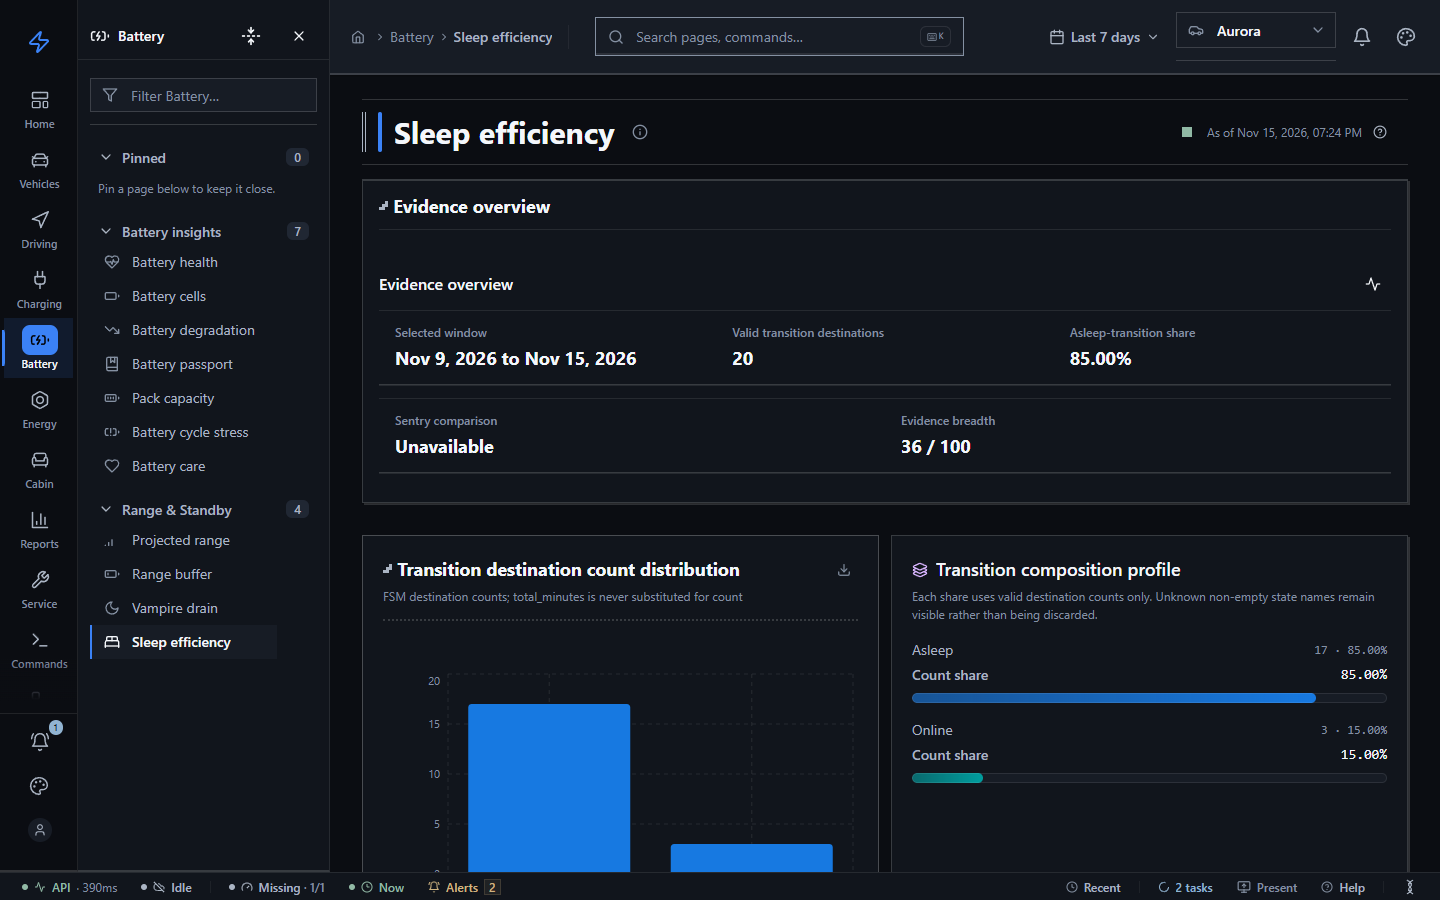 Home
Vehicles
Driving
Charging
Battery
Energy
Cabin
Reports
Service
Commands
1
Battery
Filter Battery...
Pinned 0
Pin a page below to keep it close.
Battery insights 7
Battery health
Battery cells
Battery degradation
Battery passport
Pack capacity
Battery cycle stress
Battery care
Range & Standby 4
Projected range
Range buffer
Vampire drain
Sleep efficiency
Battery Sleep efficiency
Search pages, commands... K
Last 7 days
Aurora
Sleep efficiency
As of Nov 15, 2026, 07:24 PM
Evidence overview
Evidence overview
Selected window Valid transition destinations Asleep-transition share
Nov 9, 2026 to Nov 15, 2026 20 85.00%
Sentry comparison Evidence breadth
Unavailable 36 / 100
Transition destination count distribution
FSM destination counts; total_minutes is never substituted for count
20
15
10
5
Transition composition profile
Each share uses valid destination counts only. Unknown non-empty state names remain
visible rather than being discarded.
Asleep 17 · 85.00%
Count share 85.00%
Online 3 · 15.00%
Count share 15.00%
API · 390ms Idle Missing · 1/1 Now Alerts 2 Recent 2 tasks Present Help